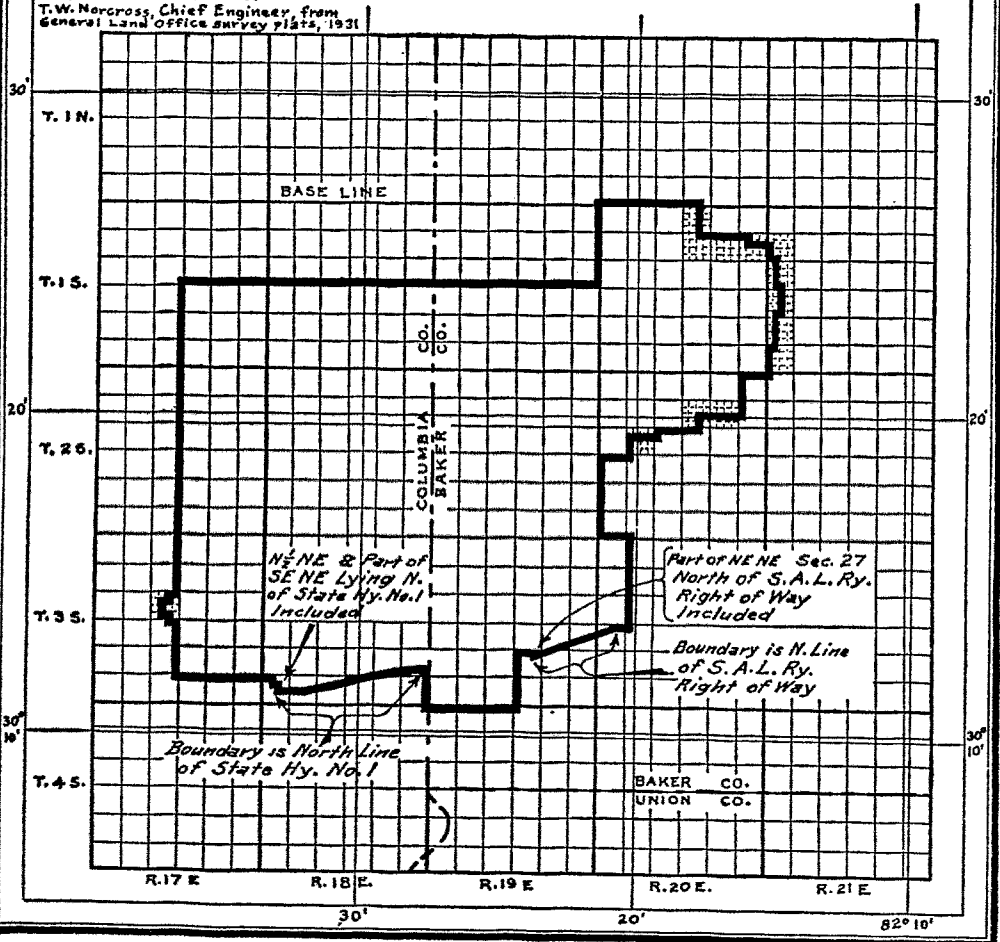 T.W. Norcross, Chief Engineer, from
General Land Office survey plats, 1931
30'
30'
T. 1 N.
BASE LINE
T. 1 S.
COLUMBIA CO.
BAKER CO.
20'
20'
T. 2 S.
N½ NE & Part of
SE NE Lying N.
of State Hy. No. 1
Included
Part of NE NE Sec. 27
North of S.A.L. Ry.
Right of Way
Included
T. 3 S.
Boundary is N. Line
of S.A.L. Ry.
Right of Way
30°
10'
30°
10'
Boundary is North Line
of State Hy. No. 1
T. 4 S.
BAKER CO.
UNION CO.
R. 17 E
R. 18 E.
R. 19 E
R. 20 E.
R. 21 E
30'
20'
82° 10'